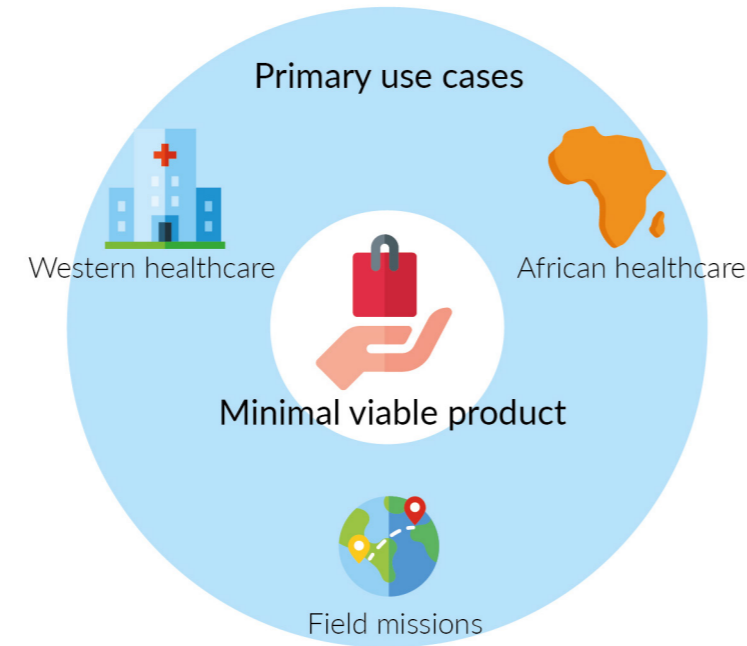 Primary use cases
Western healthcare
African healthcare
Minimal viable product
Field missions